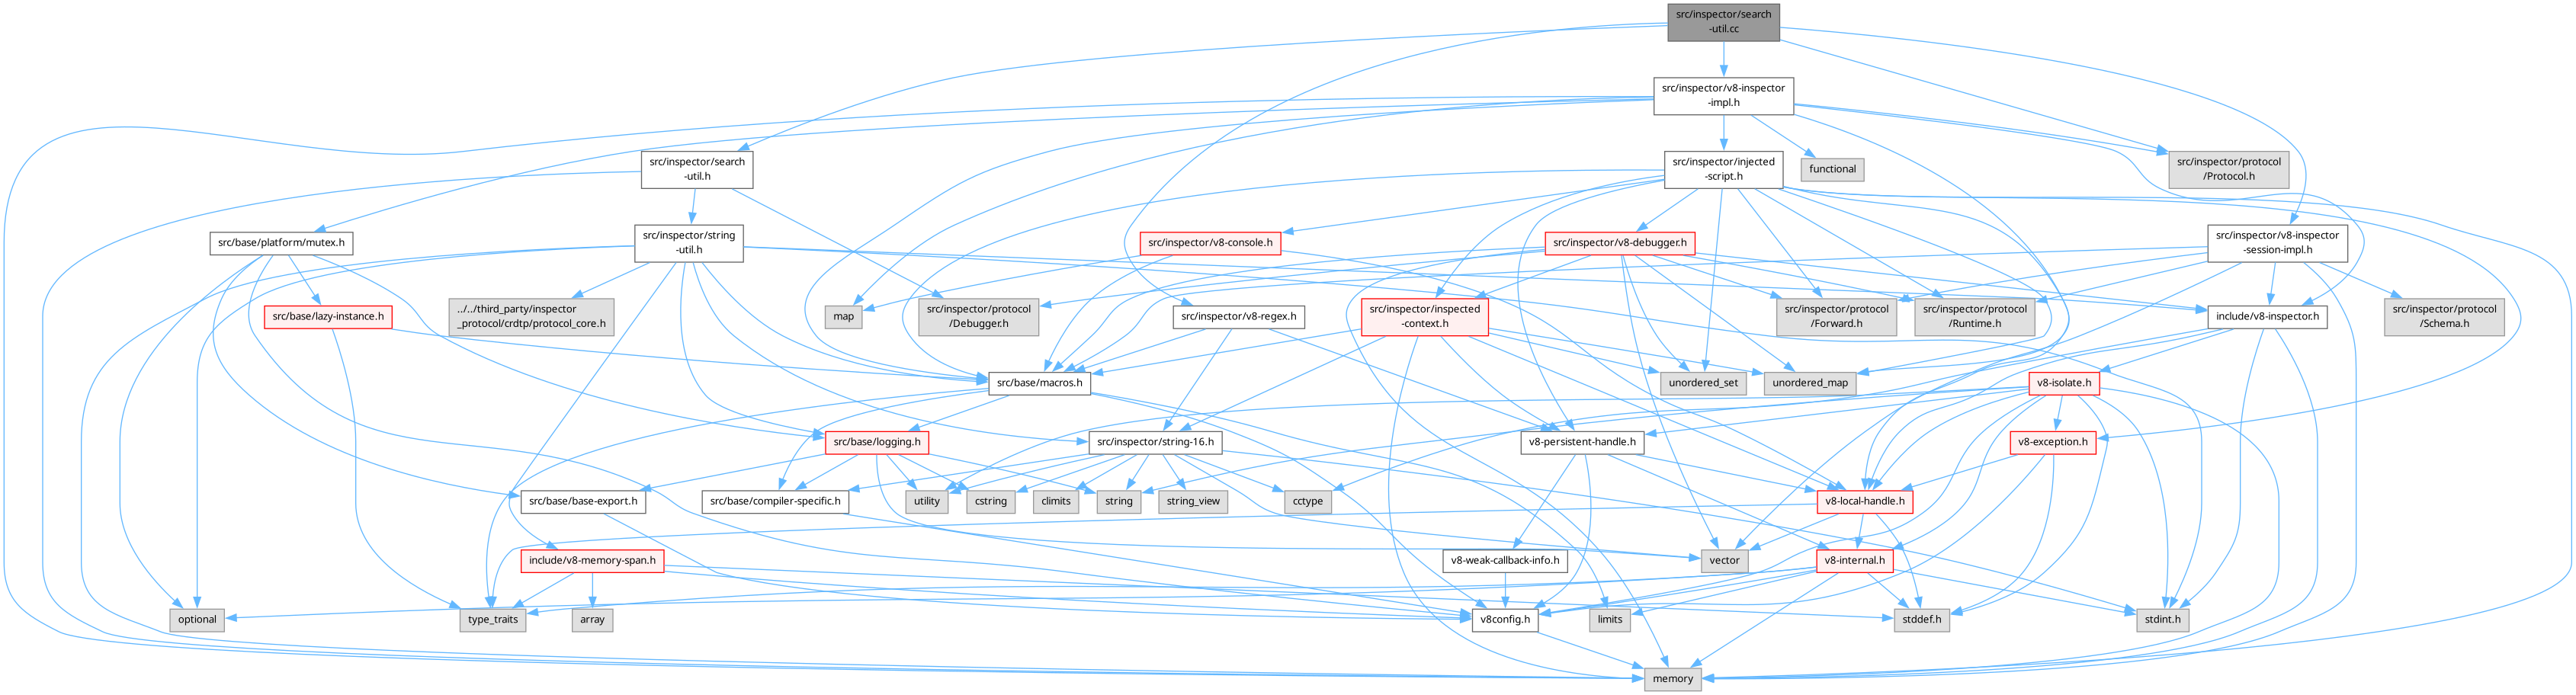 src/inspector/search
-util.cc
src/inspector/v8-inspector
-impl.h
src/inspector/search
-util.h
src/inspector/injected
-script.h
functional
src/inspector/protocol
/Protocol.h
src/base/platform/mutex.h
src/inspector/string
-util.h
src/inspector/v8-console.h
src/inspector/v8-debugger.h
src/inspector/v8-inspector
-session-impl.h
src/base/lazy-instance.h
../../third_party/inspector
_protocol/crdtp/protocol_core.h
map
src/inspector/protocol
/Debugger.h
src/inspector/v8-regex.h
src/inspector/inspected
-context.h
src/inspector/protocol
/Forward.h
src/inspector/protocol
/Runtime.h
include/v8-inspector.h
src/inspector/protocol
/Schema.h
src/base/macros.h
unordered_set
unordered_map
v8-isolate.h
src/base/logging.h
src/inspector/string-16.h
v8-persistent-handle.h
v8-exception.h
src/base/base-export.h
src/base/compiler-specific.h
utility
cstring
climits
string
string_view
cctype
v8-local-handle.h
include/v8-memory-span.h
v8-weak-callback-info.h
vector
v8-internal.h
optional
type_traits
array
v8config.h
limits
stddef.h
stdint.h
memory